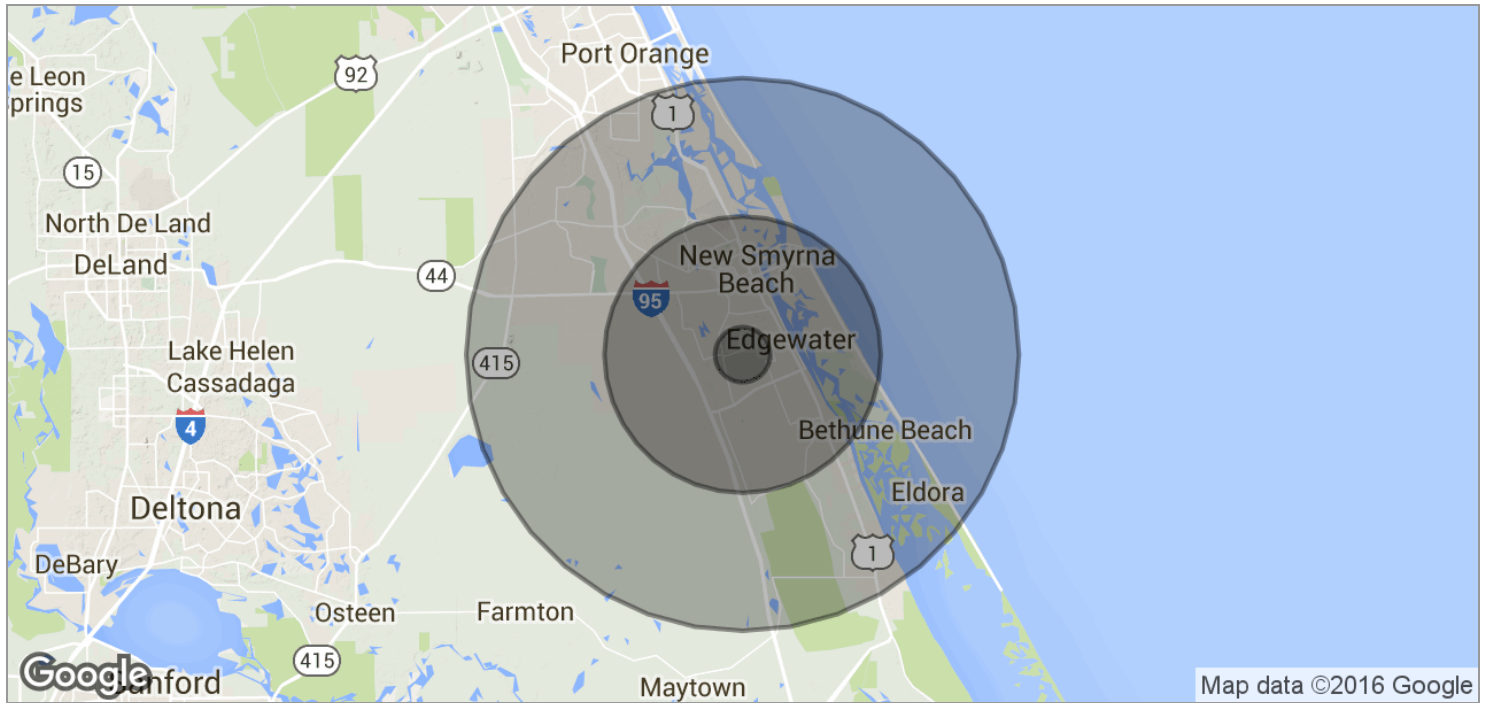 Port Orange
92
e Leon
prings
1
15
North De Land
DeLand
44
New Smyrna
Beach
95
Edgewater
Lake Helen
Cassadaga
415
4
Bethune Beach
Eldora
Deltona
1
DeBary
Osteen
Farmton
415
Google
anford
Maytown
Map data ©2016 Google